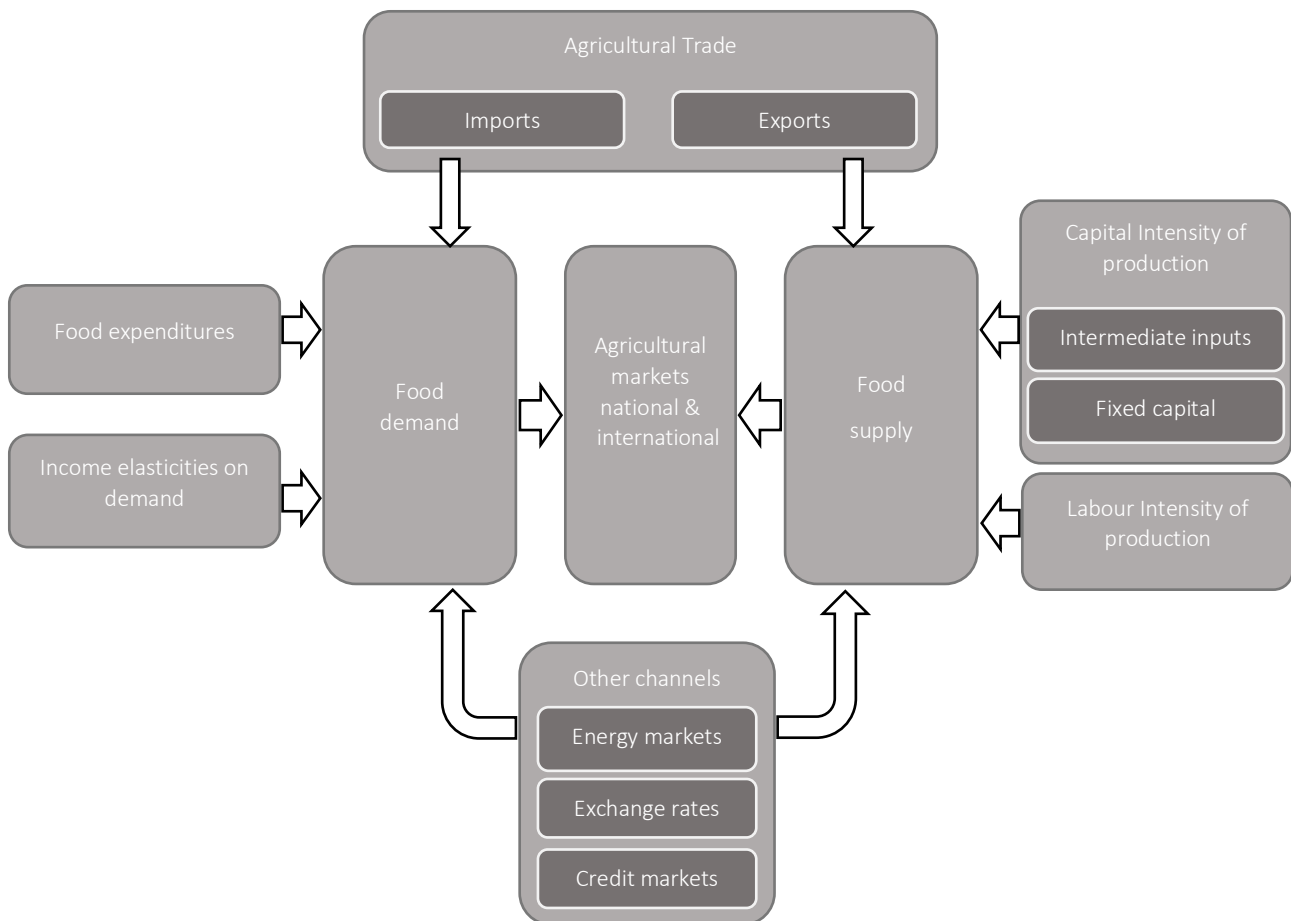 Agricultural Trade
Imports
Exports
Food expenditures
Income elasticities on
demand
Food
demand
Agricultural
markets
national &
international
Food
supply
Capital Intensity of
production
Intermediate inputs
Fixed capital
Labour Intensity of
production
Other channels
Energy markets
Exchange rates
Credit markets